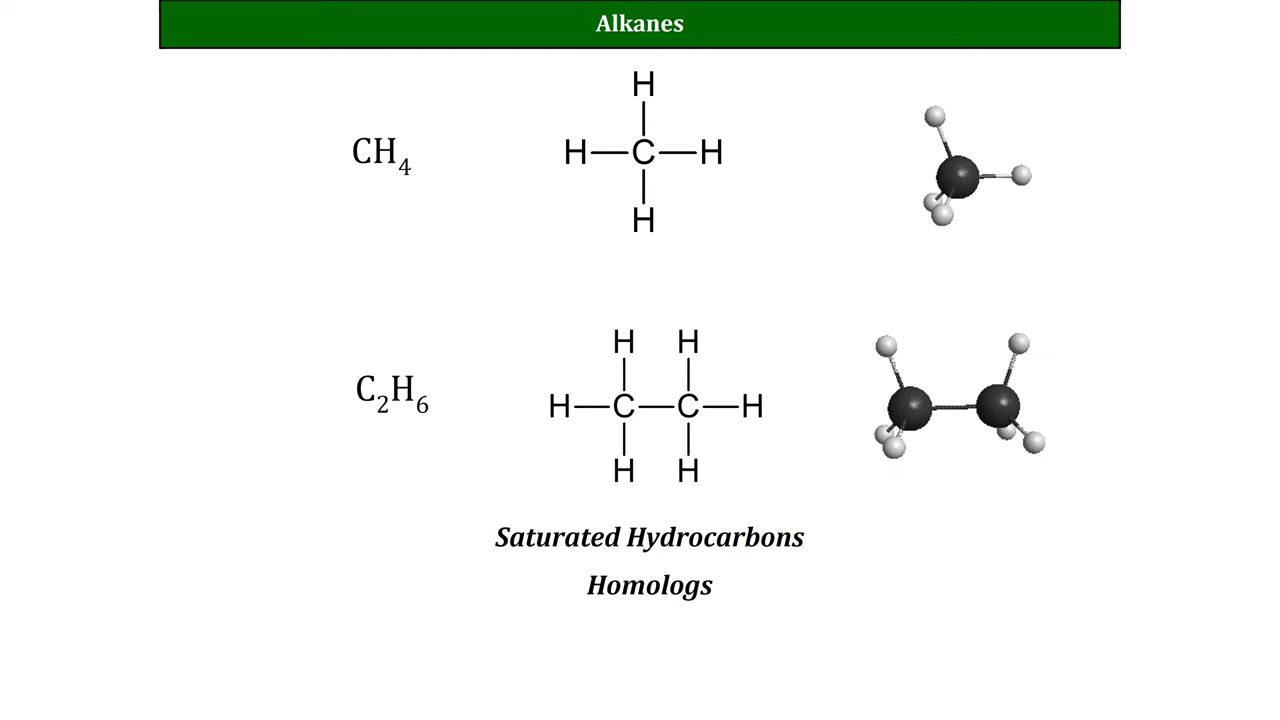 Alkanes
H
CH₄ H—C—H
H
H H
C₂H₆ H—C—C—H
H H
Saturated Hydrocarbons
Homologs